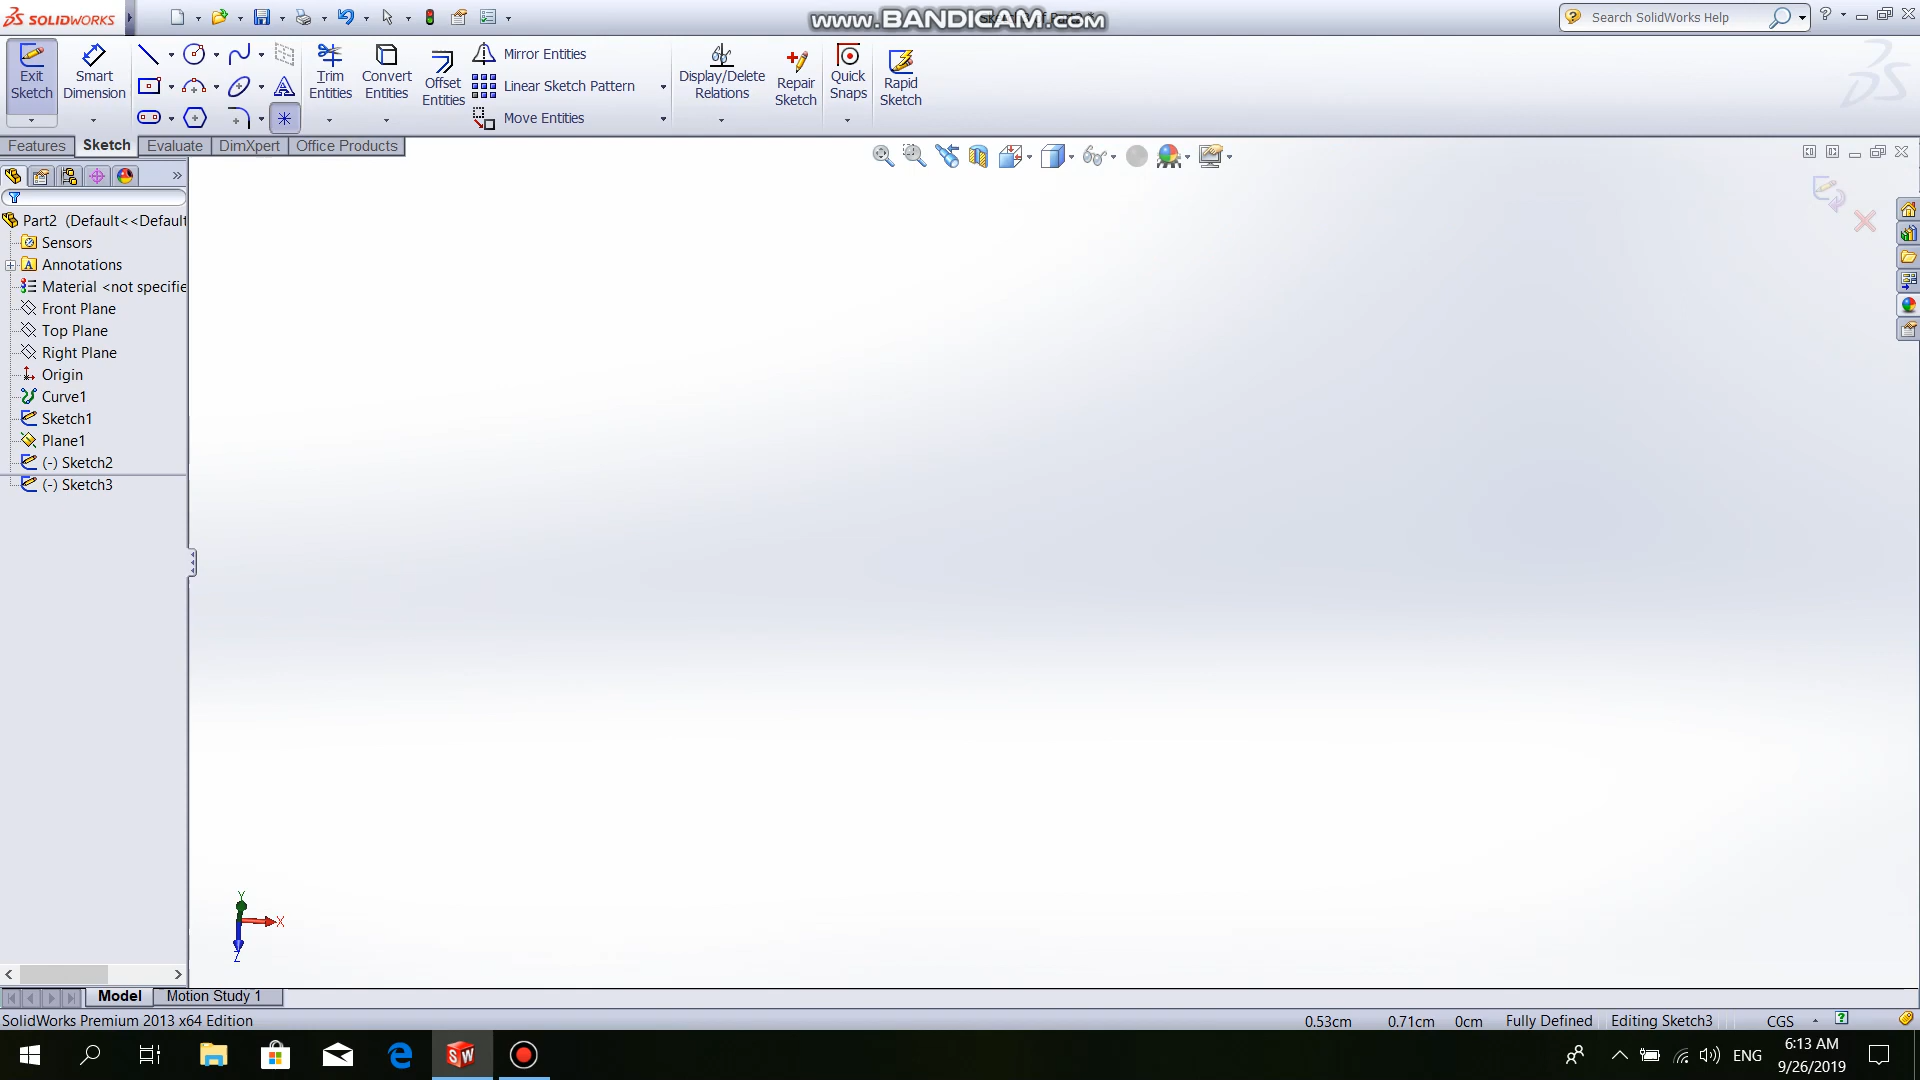 SOLIDWORKS
www.BANDICAM.com
Search SolidWorks Help
Exit Sketch
Smart Dimension
Trim Entities
Convert Entities
Offset Entities
Mirror Entities
Linear Sketch Pattern
Move Entities
Display/Delete Relations
Repair Sketch
Quick Snaps
Rapid Sketch
Features
Sketch
Evaluate
DimXpert
Office Products
Part2 (Default<<Default
Sensors
Annotations
Material <not specifie
Front Plane
Top Plane
Right Plane
Origin
Curve1
Sketch1
Plane1
(-) Sketch2
(-) Sketch3
Y
X
Z
Model
Motion Study 1
SolidWorks Premium 2013 x64 Edition
0.53cm
0.71cm
0cm
Fully Defined
Editing Sketch3
CGS
ENG
6:13 AM
9/26/2019